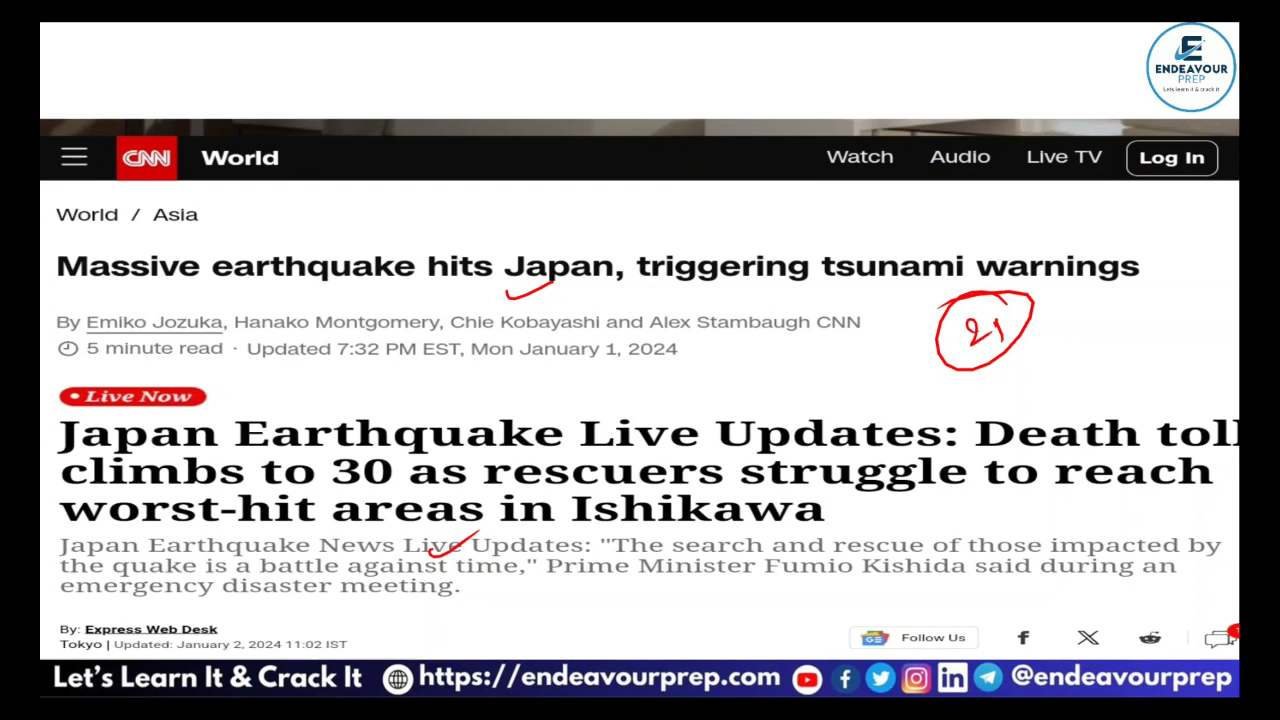 ENDEAVOUR
PREP
Lets learn it & crack it
CNN World Watch Audio Live TV Log In
World / Asia
Massive earthquake hits Japan, triggering tsunami warnings
21
By Emiko Jozuka, Hanako Montgomery, Chie Kobayashi and Alex Stambaugh CNN
5 minute read · Updated 7:32 PM EST, Mon January 1, 2024
• Live Now
Japan Earthquake Live Updates: Death toll
climbs to 30 as rescuers struggle to reach
worst-hit areas in Ishikawa
Japan Earthquake News Live Updates: "The search and rescue of those impacted by
the quake is a battle against time," Prime Minister Fumio Kishida said during an
emergency disaster meeting.
By: Express Web Desk
Tokyo | Updated: January 2, 2024 11:02 IST
Follow Us
Let's Learn It & Crack It https://endeavourprep.com @endeavourprep